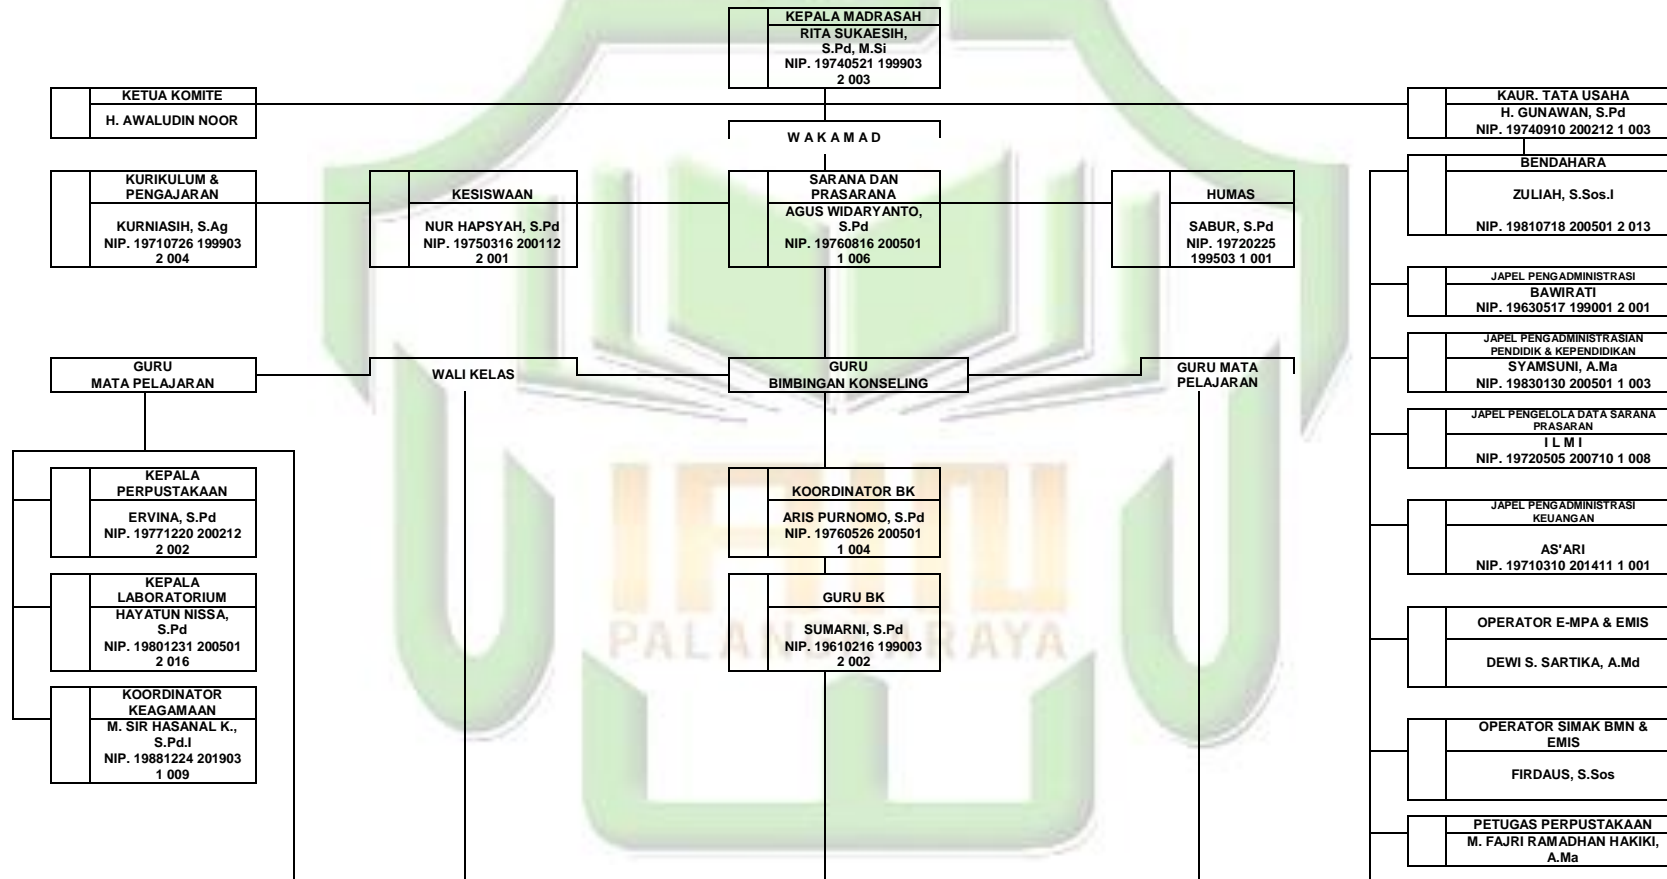 KEPALA MADRASAH
RITA SUKAESIH,
S.Pd, M.Si
NIP. 19740521 199903
2 003
KETUA KOMITE
H. AWALUDIN NOOR
KAUR. TATA USAHA
H. GUNAWAN, S.Pd
NIP. 19740910 200212 1 003
W A K A M A D
KURIKULUM &
PENGAJARAN
KURNIASIH, S.Ag
NIP. 19710726 199903
2 004
KESISWAAN
NUR HAPSYAH, S.Pd
NIP. 19750316 200112
2 001
SARANA DAN
PRASARANA
AGUS WIDARYANTO,
S.Pd
NIP. 19760816 200501
1 006
HUMAS
SABUR, S.Pd
NIP. 19720225
199503 1 001
BENDAHARA
ZULIAH, S.Sos.I
NIP. 19810718 200501 2 013
JAPEL PENGADMINISTRASI
BAWIRATI
NIP. 19630517 199001 2 001
JAPEL PENGADMINISTRASIAN
PENDIDIK & KEPENDIDIKAN
SYAMSUNI, A.Ma
NIP. 19830130 200501 1 003
JAPEL PENGELOLA DATA SARANA
PRASARAN
I L M I
NIP. 19720505 200710 1 008
JAPEL PENGADMINISTRASI
KEUANGAN
AS'ARI
NIP. 19710310 201411 1 001
OPERATOR E-MPA & EMIS
DEWI S. SARTIKA, A.Md
OPERATOR SIMAK BMN &
EMIS
FIRDAUS, S.Sos
PETUGAS PERPUSTAKAAN
M. FAJRI RAMADHAN HAKIKI,
A.Ma
GURU
MATA PELAJARAN
WALI KELAS
GURU
BIMBINGAN KONSELING
GURU MATA
PELAJARAN
KEPALA
PERPUSTAKAAN
ERVINA, S.Pd
NIP. 19771220 200212
2 002
KEPALA
LABORATORIUM
HAYATUN NISSA,
S.Pd
NIP. 19801231 200501
2 016
KOORDINATOR
KEAGAMAAN
M. SIR HASANAL K.,
S.Pd.I
NIP. 19881224 201903
1 009
KOORDINATOR BK
ARIS PURNOMO, S.Pd
NIP. 19760526 200501
1 004
GURU BK
SUMARNI, S.Pd
NIP. 19610216 199003
2 002
IAIN
PALANGKARAYA